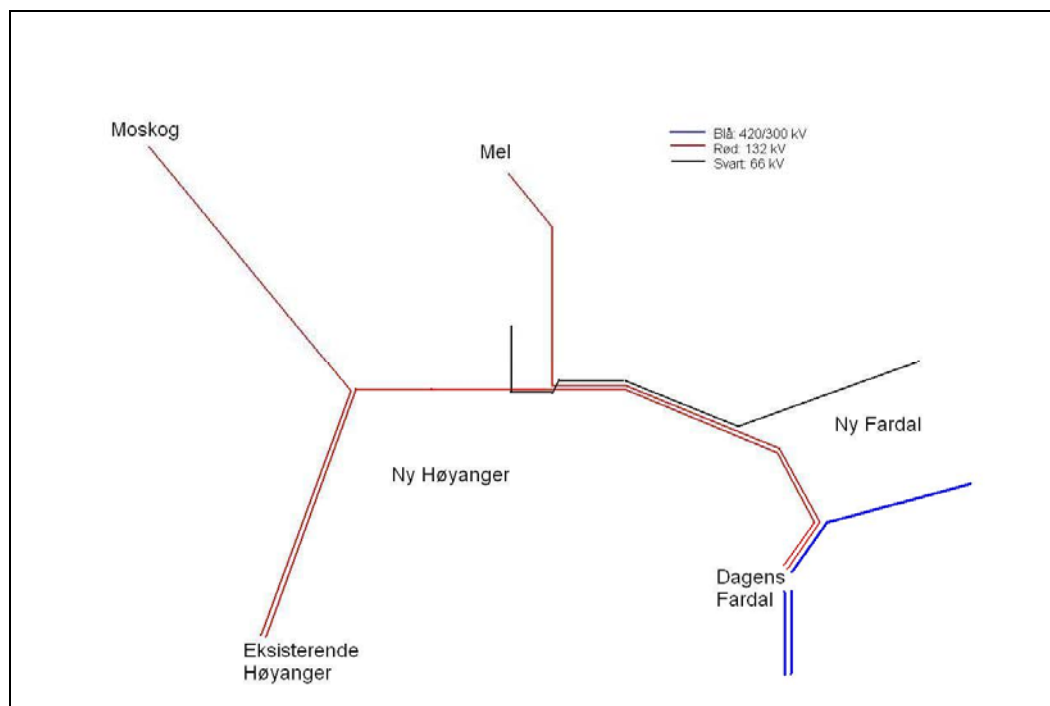 Moskog
Mel
Blå: 420/300 kV
Rød: 132 kV
Svart: 66 kV
Ny Fardal
Ny Høyanger
Dagens
Fardal
Eksisterende
Høyanger